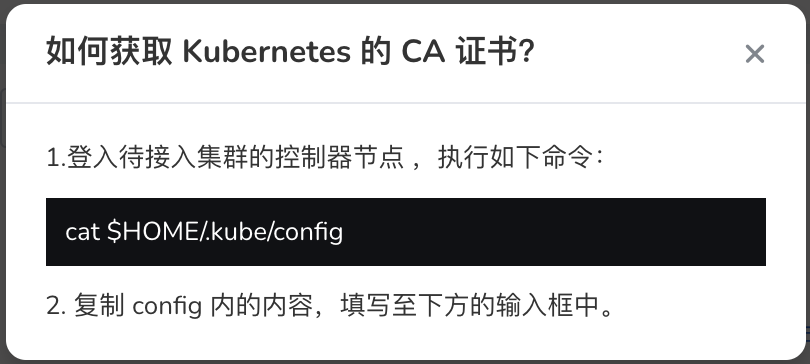 如何获取 Kubernetes 的 CA 证书?
1.登入待接入集群的控制器节点 ，执行如下命令：
cat $HOME/.kube/config
2. 复制 config 内的内容，填写至下方的输入框中。